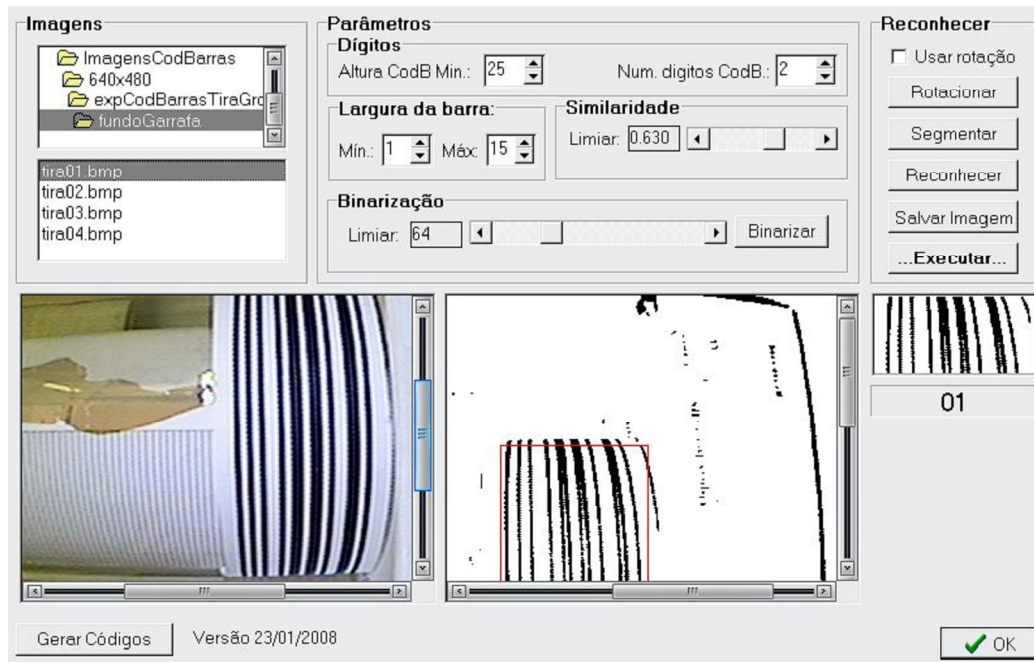 Imagens
ImagensCodBarras
640x480
expCodBarrasTiraGro
fundoGarrafa
tira01.bmp
tira02.bmp
tira03.bmp
tira04.bmp
Parâmetros
Dígitos
Altura CodB Min.: 25
Num. digitos CodB.: 2
Largura da barra:
Mín.: 1 Máx: 15
Similaridade
Limiar: 0.630
Binarização
Limiar: 64
Binarizar
Reconhecer
Usar rotação
Rotacionar
Segmentar
Reconhecer
Salvar Imagem
...Executar...
01
Gerar Códigos
Versão 23/01/2008
OK